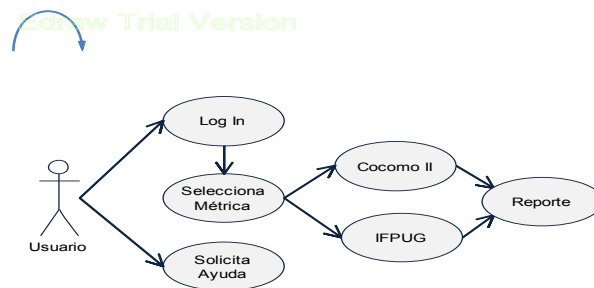 Edraw Trial Version
Log In
Cocomo II
Selecciona
Métrica
Reporte
IFPUG
Usuario
Solicita
Ayuda